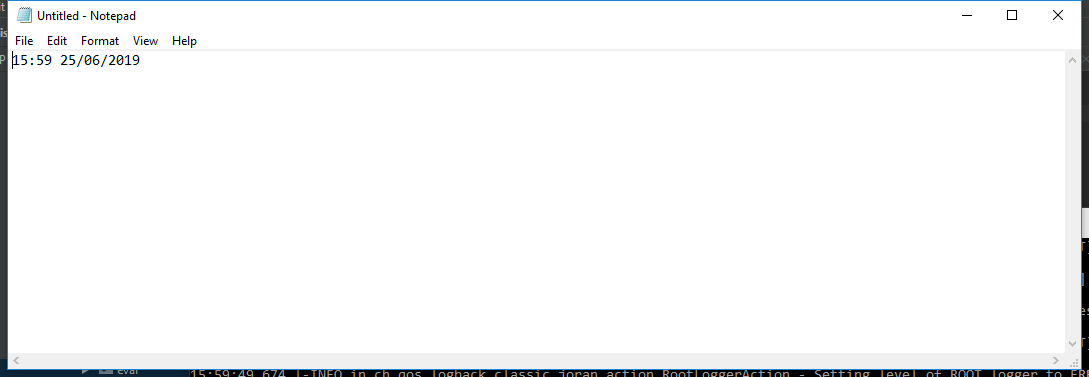 Untitled - Notepad
File Edit Format View Help
15:59 25/06/2019
eval
15:59:49.674 |-INFO in ch.qos.logback.classic.joran.action.RootLoggerAction - Setting level of ROOT logger to